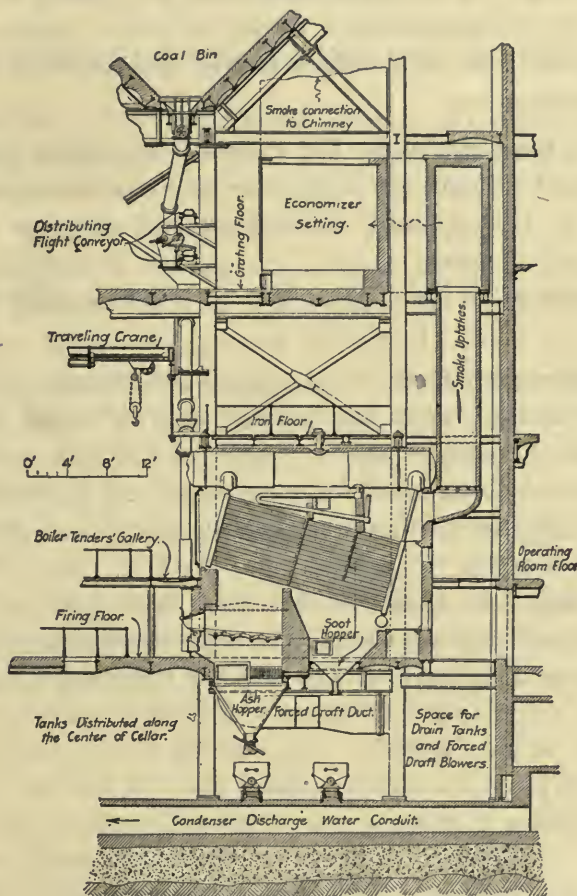 Coal Bin
Smoke connection
to Chimney
Economizer
Setting.
Distributing
Flight Conveyor
Grating Floor.
Traveling Crane
Smoke Uptakes.
Iron Floor
0' 4' 8' 12'
Boiler Tenders' Gallery.
Operating
Room Floor
Firing Floor.
Soot
Hopper
Ash
Hopper
Forced Draft Duct.
Tanks Distributed along
the Center of Cellar.
Space for
Drain Tanks
and Forced
Draft Blowers.
Condenser Discharge Water Conduit.